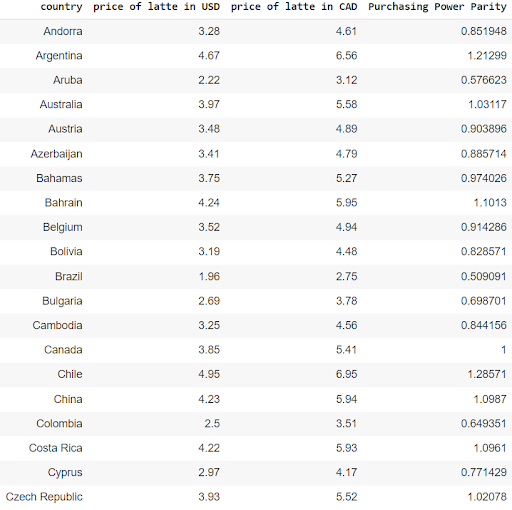 country price of latte in USD price of latte in CAD Purchasing Power Parity
Andorra 3.28 4.61 0.851948
Argentina 4.67 6.56 1.21299
Aruba 2.22 3.12 0.576623
Australia 3.97 5.58 1.03117
Austria 3.48 4.89 0.903896
Azerbaijan 3.41 4.79 0.885714
Bahamas 3.75 5.27 0.974026
Bahrain 4.24 5.95 1.1013
Belgium 3.52 4.94 0.914286
Bolivia 3.19 4.48 0.828571
Brazil 1.96 2.75 0.509091
Bulgaria 2.69 3.78 0.698701
Cambodia 3.25 4.56 0.844156
Canada 3.85 5.41 1
Chile 4.95 6.95 1.28571
China 4.23 5.94 1.0987
Colombia 2.5 3.51 0.649351
Costa Rica 4.22 5.93 1.0961
Cyprus 2.97 4.17 0.771429
Czech Republic 3.93 5.52 1.02078